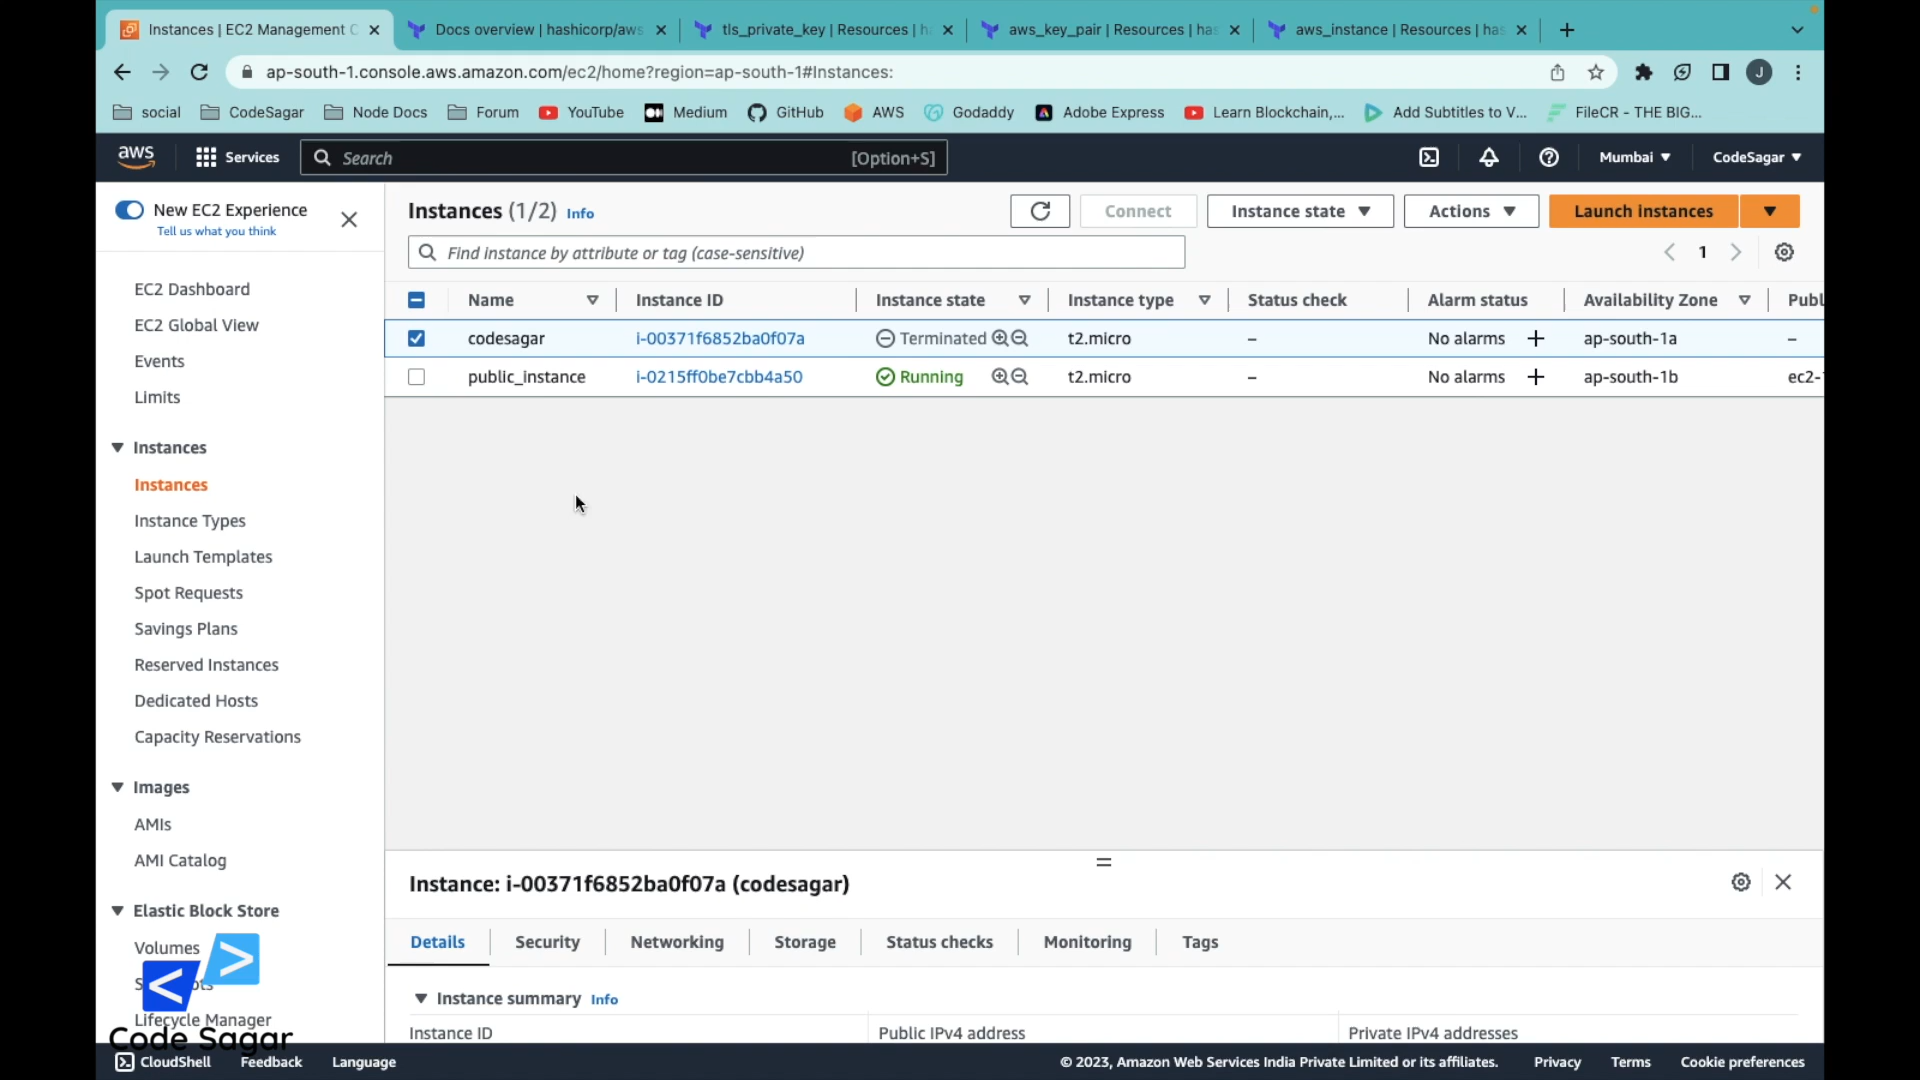 Instances | EC2 Management C
Docs overview | hashicorp/aws
tls_private_key | Resources | h
aws_key_pair | Resources | has
aws_instance | Resources | has
ap-south-1.console.aws.amazon.com/ec2/home?region=ap-south-1#Instances:
J
social
CodeSagar
Node Docs
Forum
YouTube
Medium
GitHub
AWS
Godaddy
Adobe Express
Learn Blockchain,...
Add Subtitles to V...
FileCR - THE BIG...
aws
Services
Search
[Option+S]
Mumbai
CodeSagar
New EC2 Experience
Tell us what you think
EC2 Dashboard
EC2 Global View
Events
Limits
Instances
Instances
Instance Types
Launch Templates
Spot Requests
Savings Plans
Reserved Instances
Dedicated Hosts
Capacity Reservations
Images
AMIs
AMI Catalog
Elastic Block Store
Volumes
Lifecycle Manager
Code Sagar
Instances (1/2) Info
Connect
Instance state
Actions
Launch instances
Find instance by attribute or tag (case-sensitive)
1
Name Instance ID Instance state Instance type Status check Alarm status Availability Zone Publ
codesagar i-00371f6852ba0f07a Terminated t2.micro – No alarms + ap-south-1a –
public_instance i-0215ff0be7cbb4a50 Running t2.micro – No alarms + ap-south-1b ec2-
Instance: i-00371f6852ba0f07a (codesagar)
Details
Security
Networking
Storage
Status checks
Monitoring
Tags
Instance summary Info
Instance ID
Public IPv4 address
Private IPv4 addresses
CloudShell
Feedback
Language
© 2023, Amazon Web Services India Private Limited or its affiliates.
Privacy
Terms
Cookie preferences